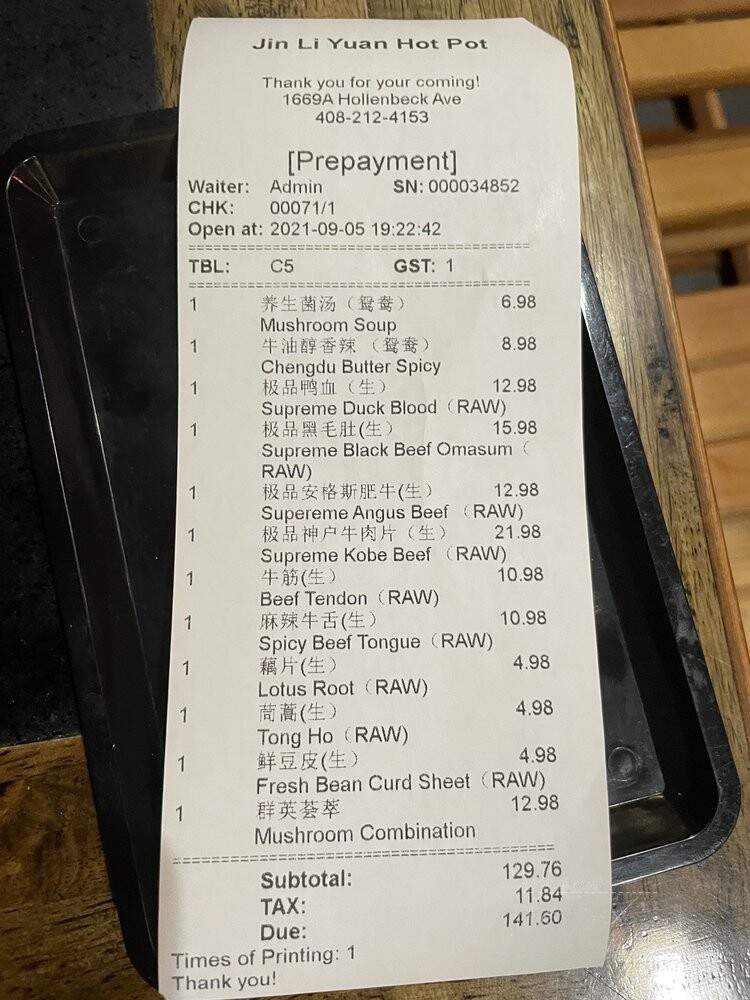 Jin Li Yuan Hot Pot
Thank you for your coming!
1669A Hollenbeck Ave
408-212-4153
[Prepayment]
Waiter: Admin SN: 000034852
CHK: 00071/1
Open at: 2021-09-05 19:22:42
TBL: C5 GST: 1
1 养生菌汤（鸳鸯） 6.98
Mushroom Soup
1 牛油醇香辣 （鸳鸯） 8.98
Chengdu Butter Spicy
1 极品鸭血（生） 12.98
Supreme Duck Blood（RAW)
1 极品黑毛肚(生） 15.98
Supreme Black Beef Omasum（
RAW)
1 极品安格斯肥牛(生） 12.98
Supereme Angus Beef （RAW)
1 极品神户牛肉片（生） 21.98
Supreme Kobe Beef （RAW)
1 牛筋(生） 10.98
Beef Tendon（RAW)
1 麻辣牛舌(生） 10.98
Spicy Beef Tongue（RAW)
1 藕片(生） 4.98
Lotus Root（RAW)
1 茼蒿(生） 4.98
Tong Ho（RAW)
1 鲜豆皮(生） 4.98
Fresh Bean Curd Sheet（RAW)
1 群英荟萃 12.98
Mushroom Combination
Subtotal: 129.76
TAX: 11.84
Due: 141.60
Times of Printing: 1
Thank you!